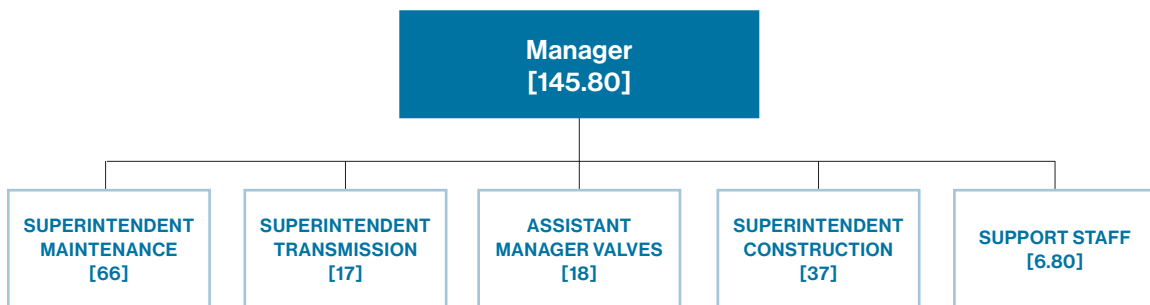 Manager
[145.80]
SUPERINTENDENT
MAINTENANCE
[66]
SUPERINTENDENT
TRANSMISSION
[17]
ASSISTANT
MANAGER VALVES
[18]
SUPERINTENDENT
CONSTRUCTION
[37]
SUPPORT STAFF
[6.80]